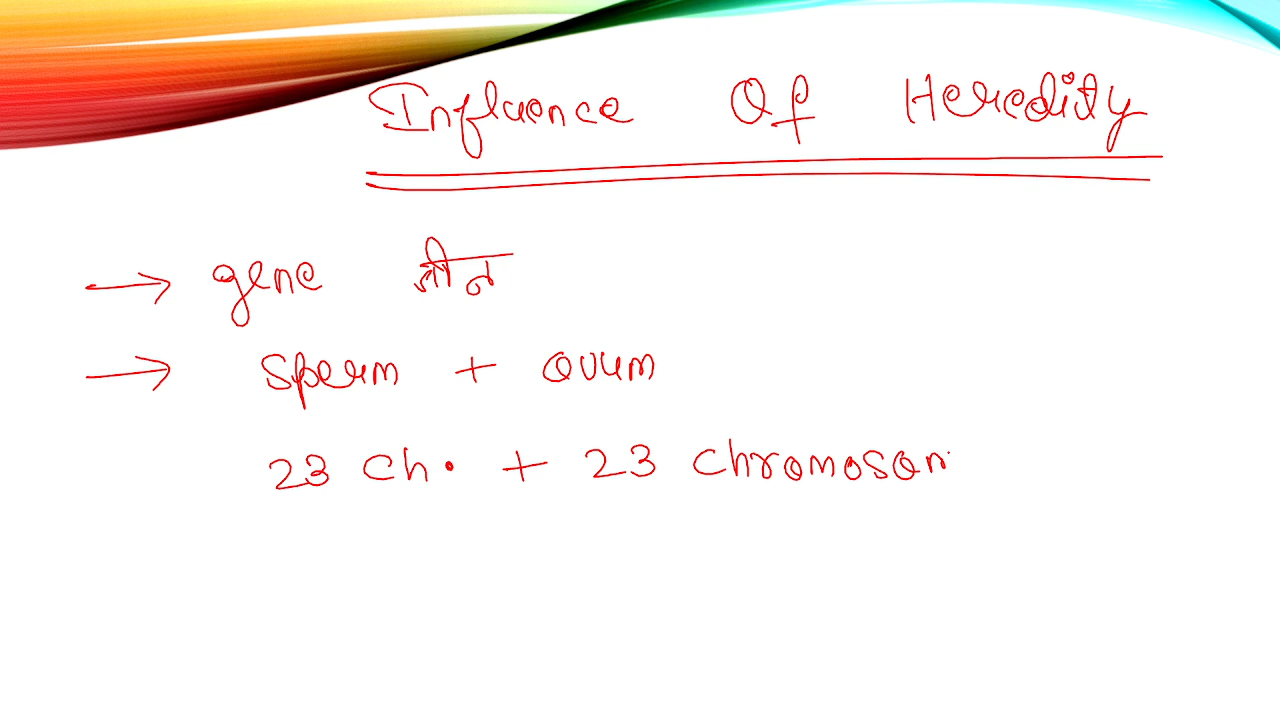 Influence Of Heredity
→ gene जीन
→ Sperm + Ovum
23 Ch. + 23 Chromosom